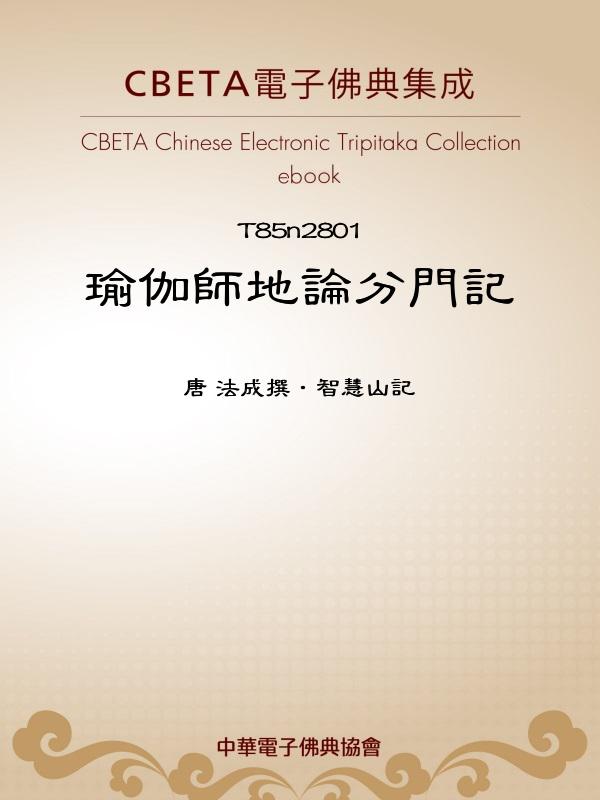 CBETA電子佛典集成
CBETA Chinese Electronic Tripitaka Collection
ebook
T85n2801
瑜伽師地論分門記
唐 法成撰．智慧山記
中華電子佛典協會